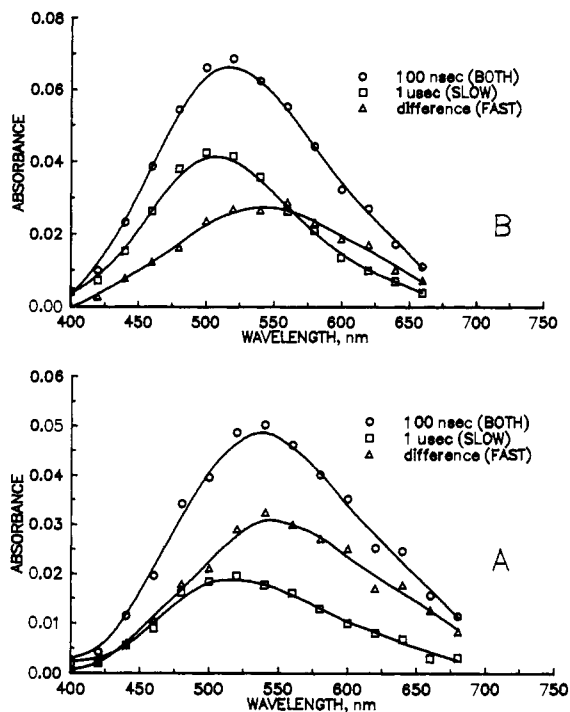 0.08
0.06
0.04
0.02
0.00
ABSORBANCE
100 nsec (BOTH)
1 usec (SLOW)
difference (FAST)
B
400 450 500 550 600 650 700 750
WAVELENGTH, nm
0.06
0.05
0.04
0.03
0.02
0.01
0.00
ABSORBANCE
100 nsec (BOTH)
1 usec (SLOW)
difference (FAST)
A
400 450 500 550 600 650 700 750
WAVELENGTH, nm